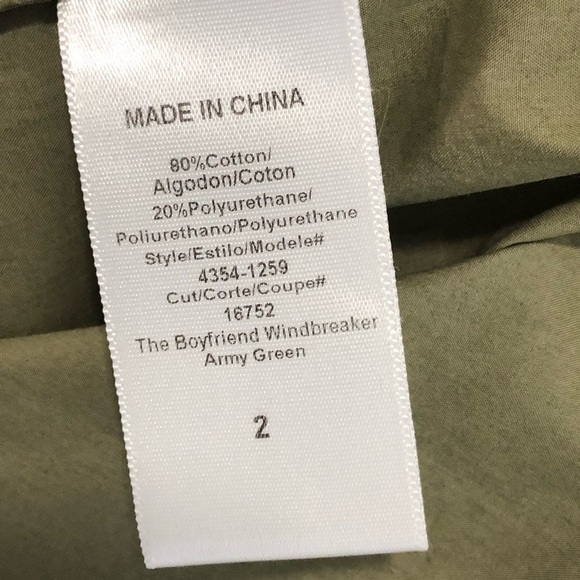 MADE IN CHINA
80%Cotton/
Algodon/Coton
20%Polyurethane/
Poliurethano/Polyurethane
Style/Estilo/Modele#
4354-1259
Cut/Corte/Coupe#
16752
The Boyfriend Windbreaker
Army Green
2